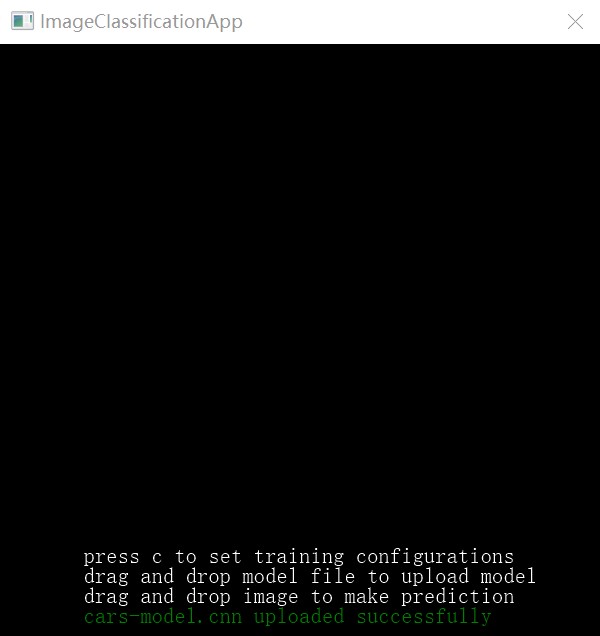 ImageClassificationApp
press c to set training configurations
drag and drop model file to upload model
drag and drop image to make prediction
cars-model.cnn uploaded successfully